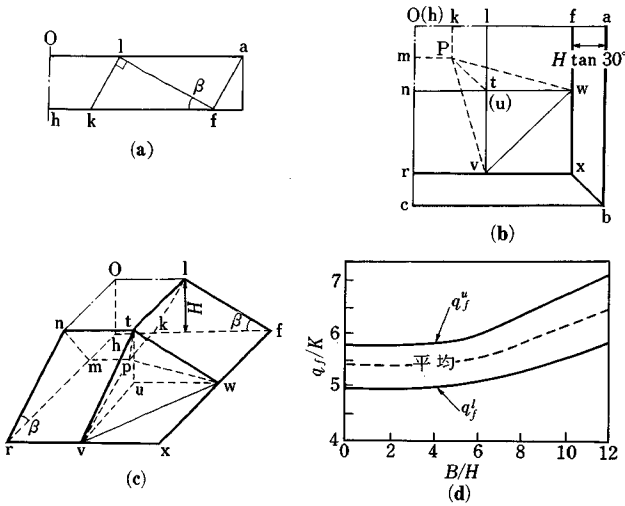 O l a
β
h k f
(a)
O(h) k l f a
P
H tan 30°
m
n t w
(u)
r v x
c b
(b)
O l
H
n t k β f
h
m p
u w
β
r v x
(c)
7
q_f^u
6
平均
5
q_f^l
4
q_f/K
0 2 4 6 8 10 12
B/H
(d)